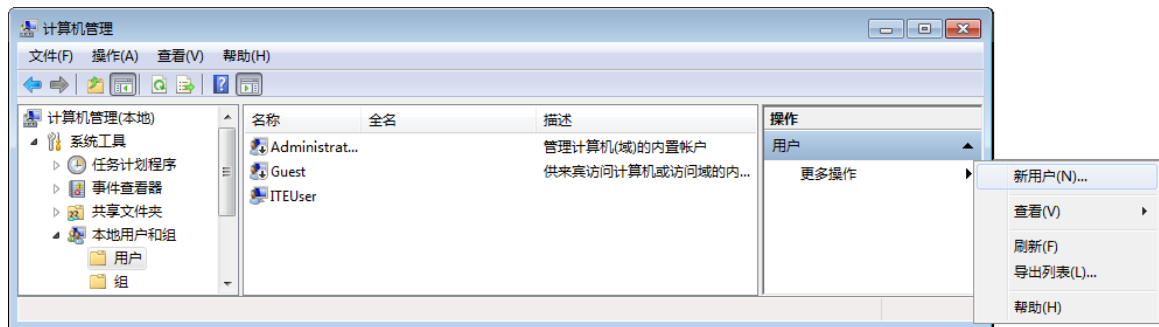 计算机管理
文件(F) 操作(A) 查看(V) 帮助(H)
计算机管理(本地)
系统工具
任务计划程序
事件查看器
共享文件夹
本地用户和组
用户
组
名称 全名 描述
Administrat... 管理计算机(域)的内置帐户
Guest 供来宾访问计算机或访问域的内...
ITEUser
操作
用户
更多操作
新用户(N)...
查看(V)
刷新(F)
导出列表(L)...
帮助(H)